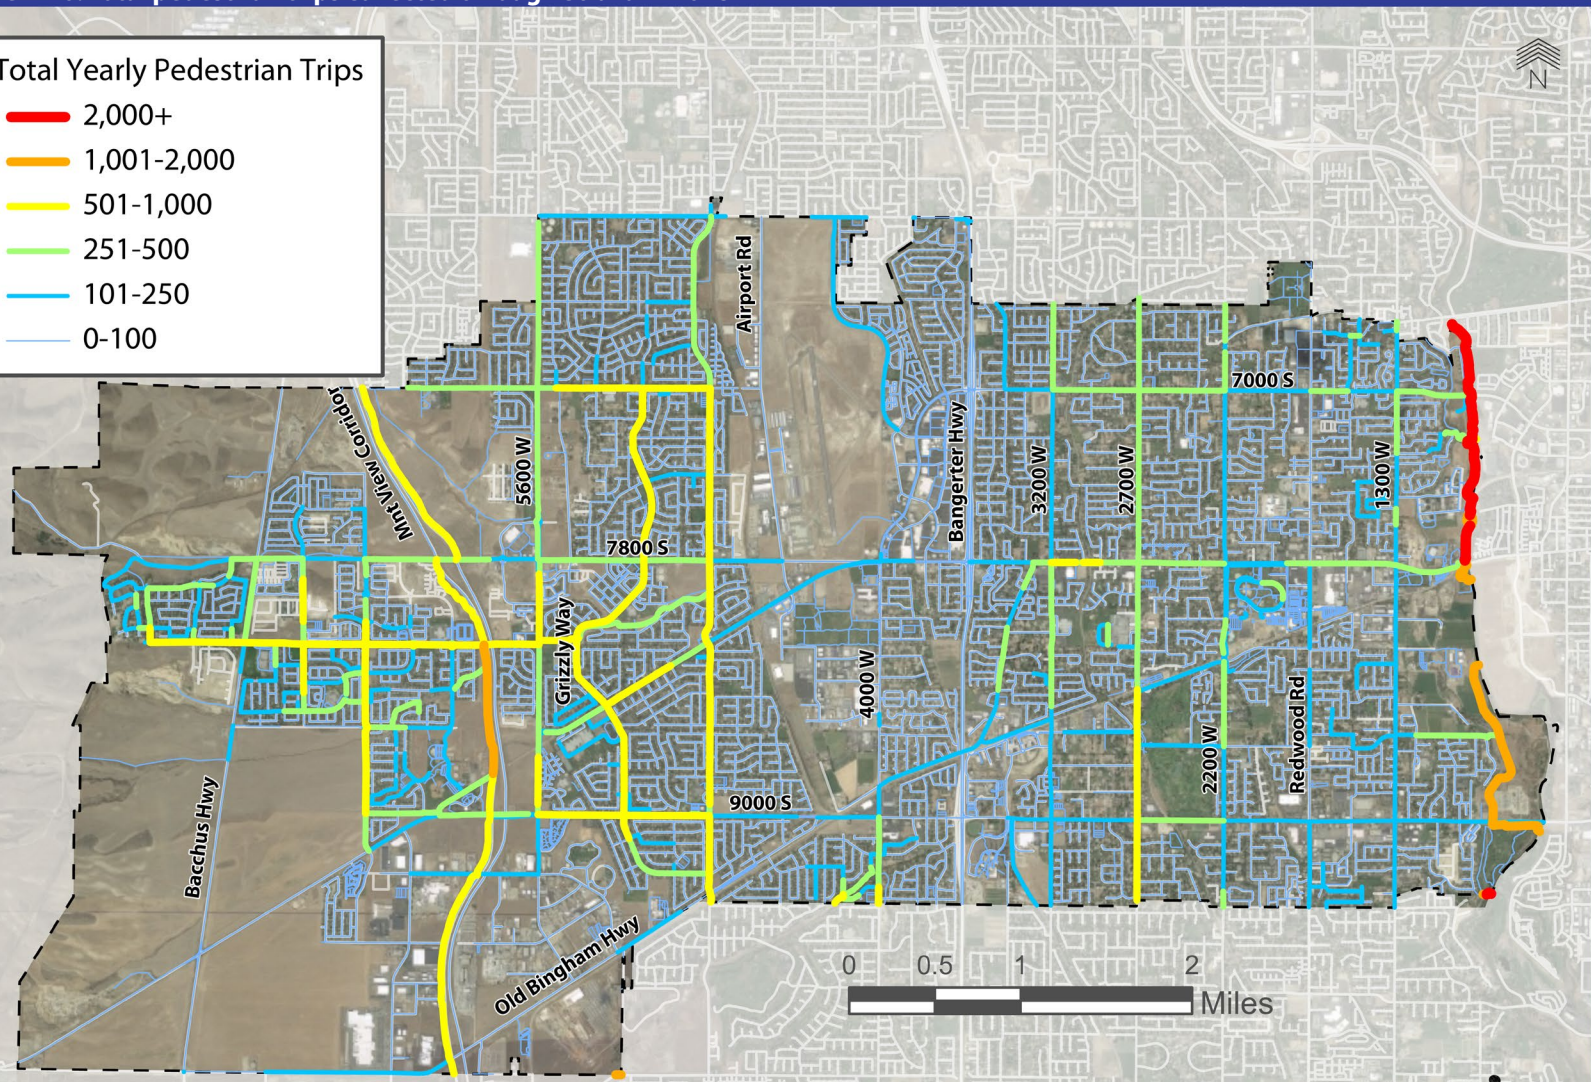 Total Yearly Pedestrian Trips
2,000+
1,001-2,000
501-1,000
251-500
101-250
0-100
N
Airport Rd
7000 S
Mnt View Corridor
5600 W
Bangerter Hwy
3200 W
2700 W
1300 W
7800 S
Grizzly Way
4000 W
2200 W
Redwood Rd
Bacchus Hwy
9000 S
Old Bingham Hwy
0 0.5 1 2
Miles